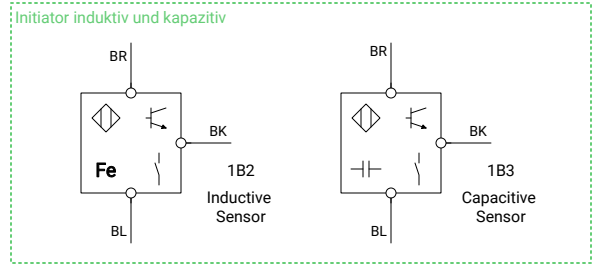 Initiator induktiv und kapazitiv
BR
BK
Fe
1B2
Inductive
Sensor
BL
BR
BK
1B3
Capacitive
Sensor
BL